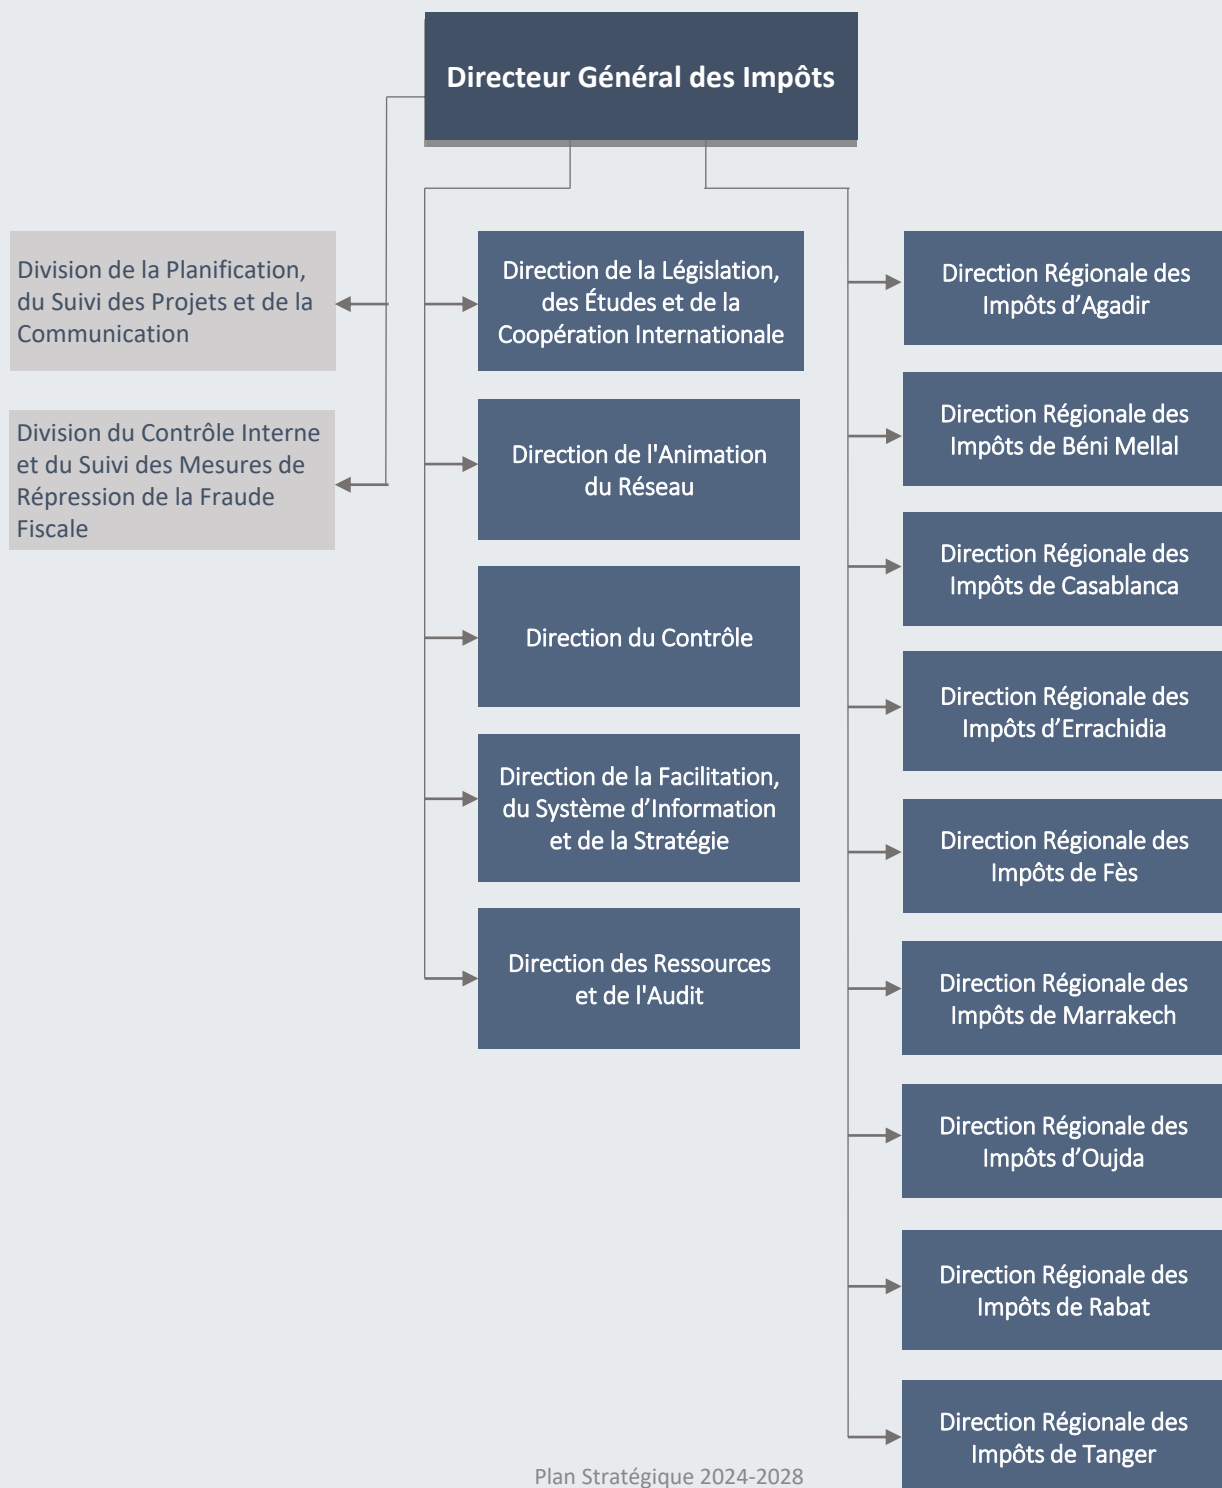 Directeur Général des Impôts
Division de la Planification,
du Suivi des Projets et de la
Communication
Division du Contrôle Interne
et du Suivi des Mesures de
Répression de la Fraude
Fiscale
Direction de la Législation,
des Études et de la
Coopération Internationale
Direction de l'Animation
du Réseau
Direction du Contrôle
Direction de la Facilitation,
du Système d’Information
et de la Stratégie
Direction des Ressources
et de l'Audit
Direction Régionale des
Impôts d’Agadir
Direction Régionale des
Impôts de Béni Mellal
Direction Régionale des
Impôts de Casablanca
Direction Régionale des
Impôts d’Errachidia
Direction Régionale des
Impôts de Fès
Direction Régionale des
Impôts de Marrakech
Direction Régionale des
Impôts d’Oujda
Direction Régionale des
Impôts de Rabat
Direction Régionale des
Impôts de Tanger
Plan Stratégique 2024-2028